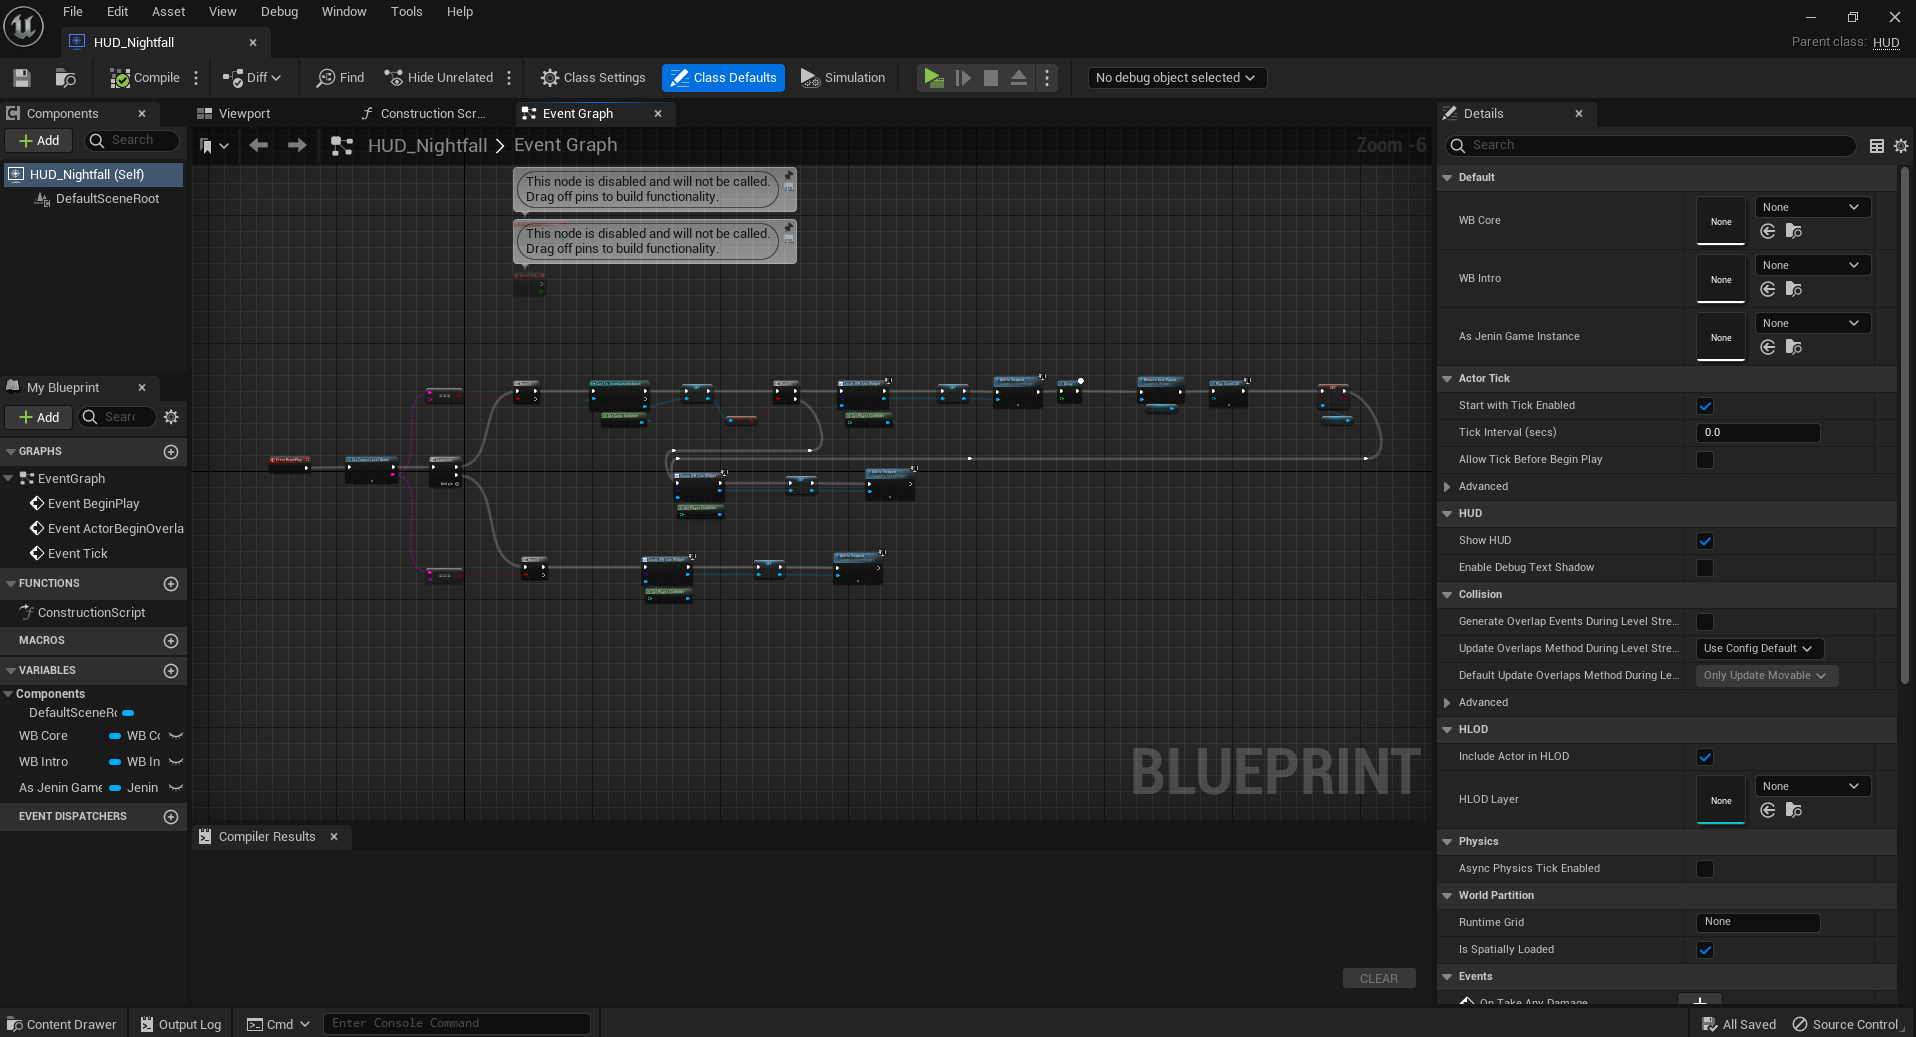 File Edit Asset View Debug Window Tools Help
HUD_Nightfall
Parent class: HUD
Compile Diff Find Hide Unrelated Class Settings Class Defaults Simulation No debug object selected
Components
Add Search
HUD_Nightfall (Self)
DefaultSceneRoot
My Blueprint
Add Searc
GRAPHS
EventGraph
Event BeginPlay
Event ActorBeginOverla
Event Tick
FUNCTIONS
ConstructionScript
MACROS
VARIABLES
Components
DefaultSceneRo
WB Core WB Co
WB Intro WB In
As Jenin Game Jenin
EVENT DISPATCHERS
Viewport Construction Scr... Event Graph
HUD_Nightfall > Event Graph
Zoom -6
This node is disabled and will not be called.
Drag off pins to build functionality.
This node is disabled and will not be called.
Drag off pins to build functionality.
Event BeginPlay
BLUEPRINT
Compiler Results
CLEAR
Details
Search
Default
WB Core None None
WB Intro None None
As Jenin Game Instance None None
Actor Tick
Start with Tick Enabled
Tick Interval (secs) 0.0
Allow Tick Before Begin Play
Advanced
HUD
Show HUD
Enable Debug Text Shadow
Collision
Generate Overlap Events During Level Stre...
Update Overlaps Method During Level Stre... Use Config Default
Default Update Overlaps Method During Le... Only Update Movable
Advanced
HLOD
Include Actor in HLOD
HLOD Layer None None
Physics
Async Physics Tick Enabled
World Partition
Runtime Grid None
Is Spatially Loaded
Events
On Take Any Damage
Content Drawer Output Log Cmd Enter Console Command All Saved Source Control